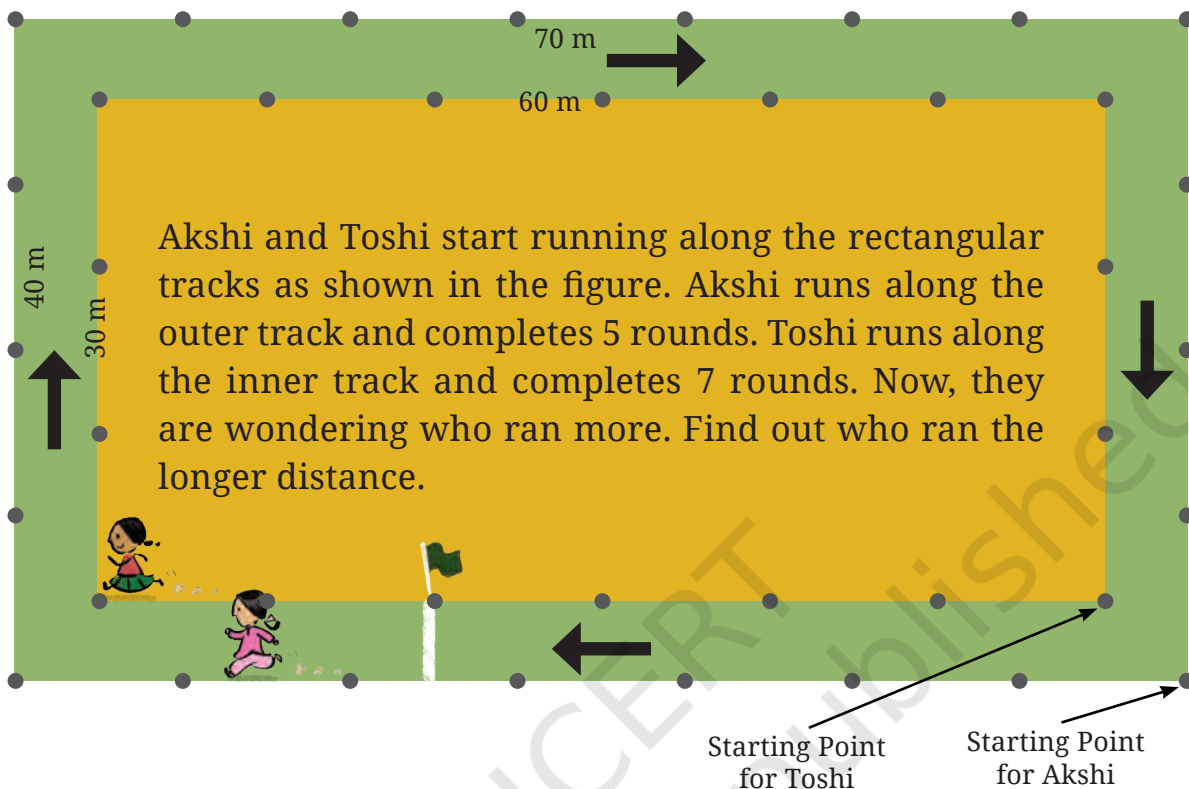 70 m
60 m
40 m
30 m
Akshi and Toshi start running along the rectangular
tracks as shown in the figure. Akshi runs along the
outer track and completes 5 rounds. Toshi runs along
the inner track and completes 7 rounds. Now, they
are wondering who ran more. Find out who ran the
longer distance.
Starting Point
for Toshi
Starting Point
for Akshi
NCERT
published